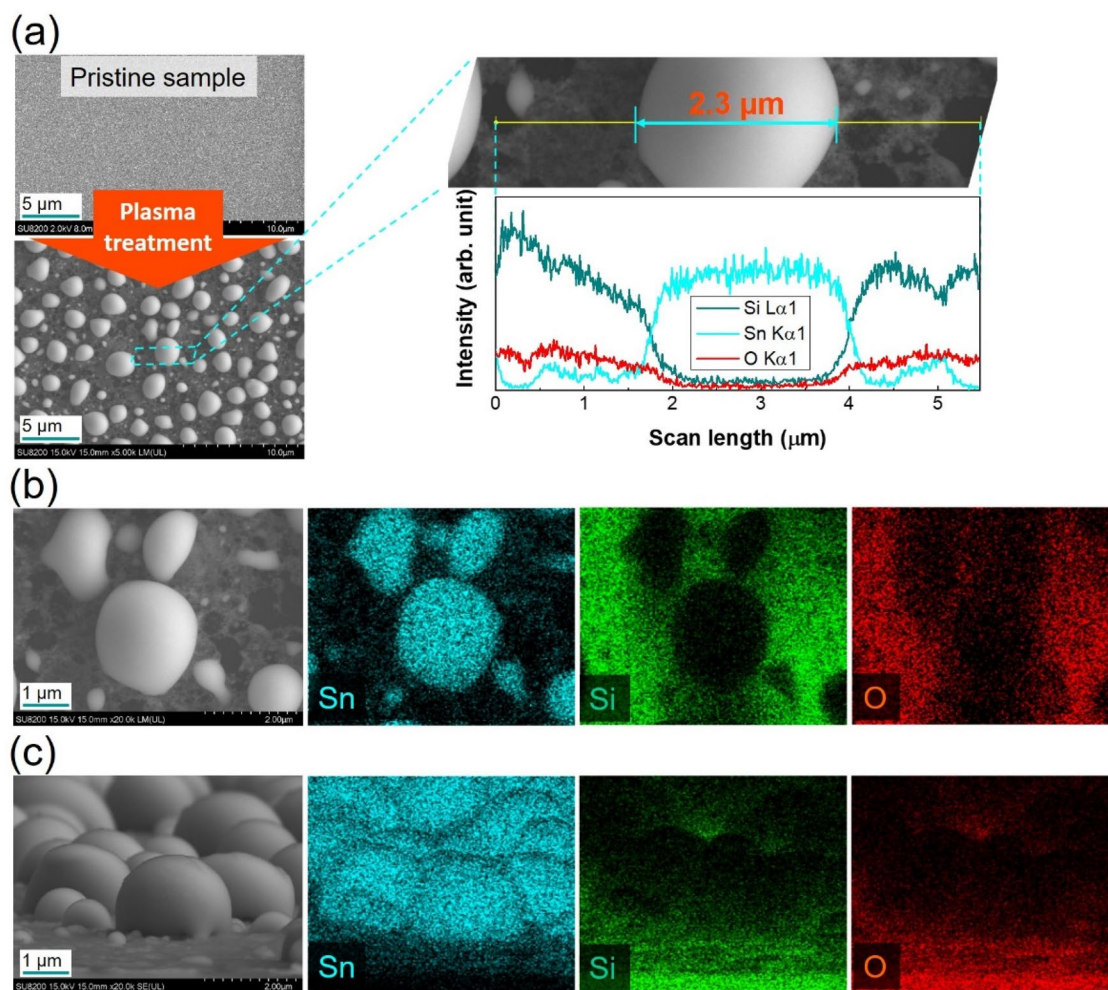 (a)
Pristine sample
5 μm
SU8200 2.0kV 8.0m
10.0μm
Plasma
treatment
5 μm
SU8200 15.0kV 15.0mm x5.00k LM(UL)
10.0μm
2.3 μm
Intensity (arb. unit)
Si Lα1
Sn Kα1
O Kα1
0 1 2 3 4 5
Scan length (μm)
(b)
1 μm
SU8200 15.0kV 15.0mm x20.0k LM(UL)
2.00μm
Sn
Si
O
(c)
1 μm
SU8200 15.0kV 15.0mm x20.0k SE(UL)
2.00μm
Sn
Si
O